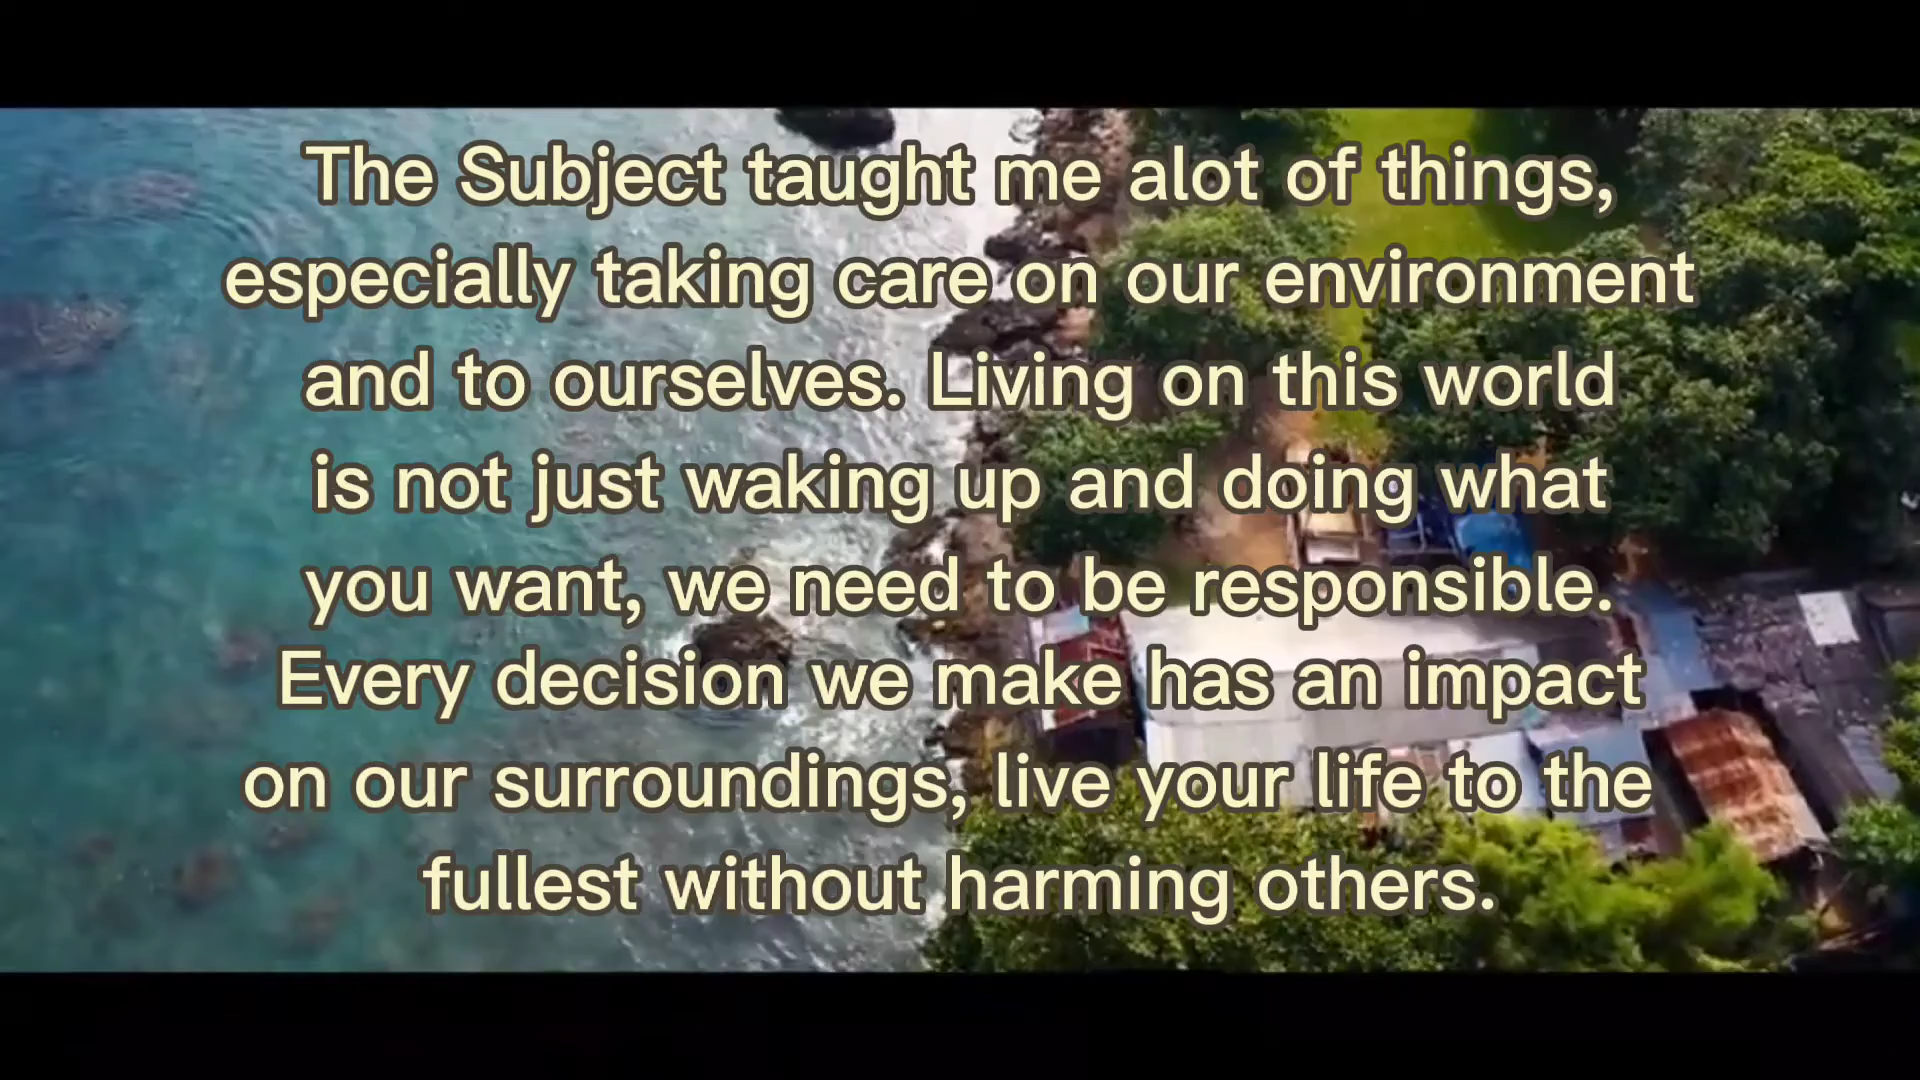 The Subject taught me alot of things,
especially taking care on our environment
and to ourselves. Living on this world
is not just waking up and doing what
you want, we need to be responsible.
Every decision we make has an impact
on our surroundings, live your life to the
fullest without harming others.